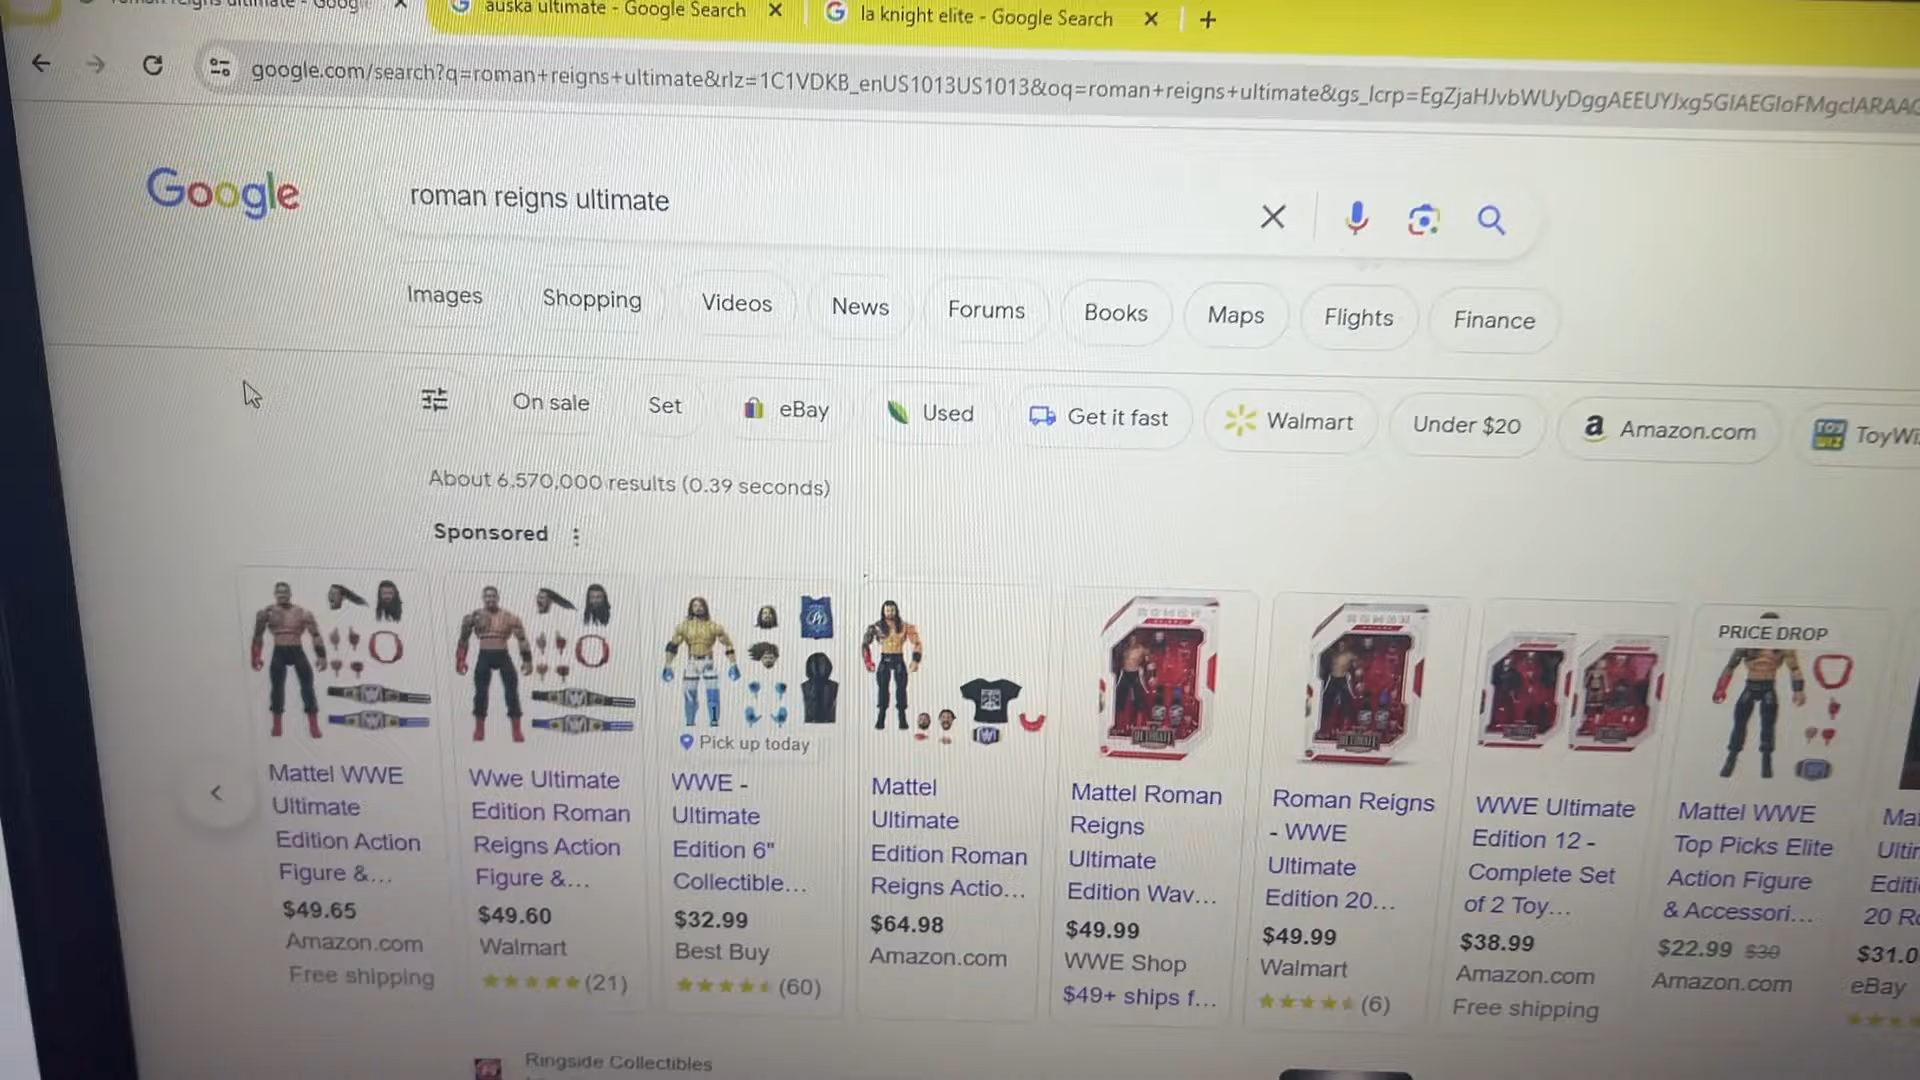 roman reigns ultimate - Googl
auska ultimate - Google Search
la knight elite - Google Search
google.com/search?q=roman+reigns+ultimate&rlz=1C1VDKB_enUS1013US1013&oq=roman+reigns+ultimate&gs_lcrp=
Google
roman reigns ultimate
Images Shopping Videos News Forums Books Maps Flights Finance
On sale Set eBay Used Get it fast Walmart Under $20 Amazon.com
About 6,570,000 results (0.39 seconds)
Sponsored
Mattel WWE
Ultimate
Edition Action
Figure &...
$49.65
Amazon.com
Free shipping
Wwe Ultimate
Edition Roman
Reigns Action
Figure &...
$49.60
Walmart
(21)
Pick up today
WWE -
Ultimate
Edition 6"
Collectible...
$32.99
Best Buy
(60)
Mattel
Ultimate
Edition Roman
Reigns Actio...
$64.98
Amazon.com
Mattel Roman
Reigns
Ultimate
Edition Wav...
$49.99
WWE Shop
$49+ ships f...
Roman Reigns
- WWE
Ultimate
Edition 20...
$49.99
Walmart
(6)
WWE Ultimate
Edition 12 -
Complete Set
of 2 Toy...
$38.99
Amazon.com
Free shipping
PRICE DROP
Mattel WWE
Top Picks Elite
Action Figure
& Accessori...
$22.99 $30
Amazon.com
$31.0
eBay
Ringside Collectibles